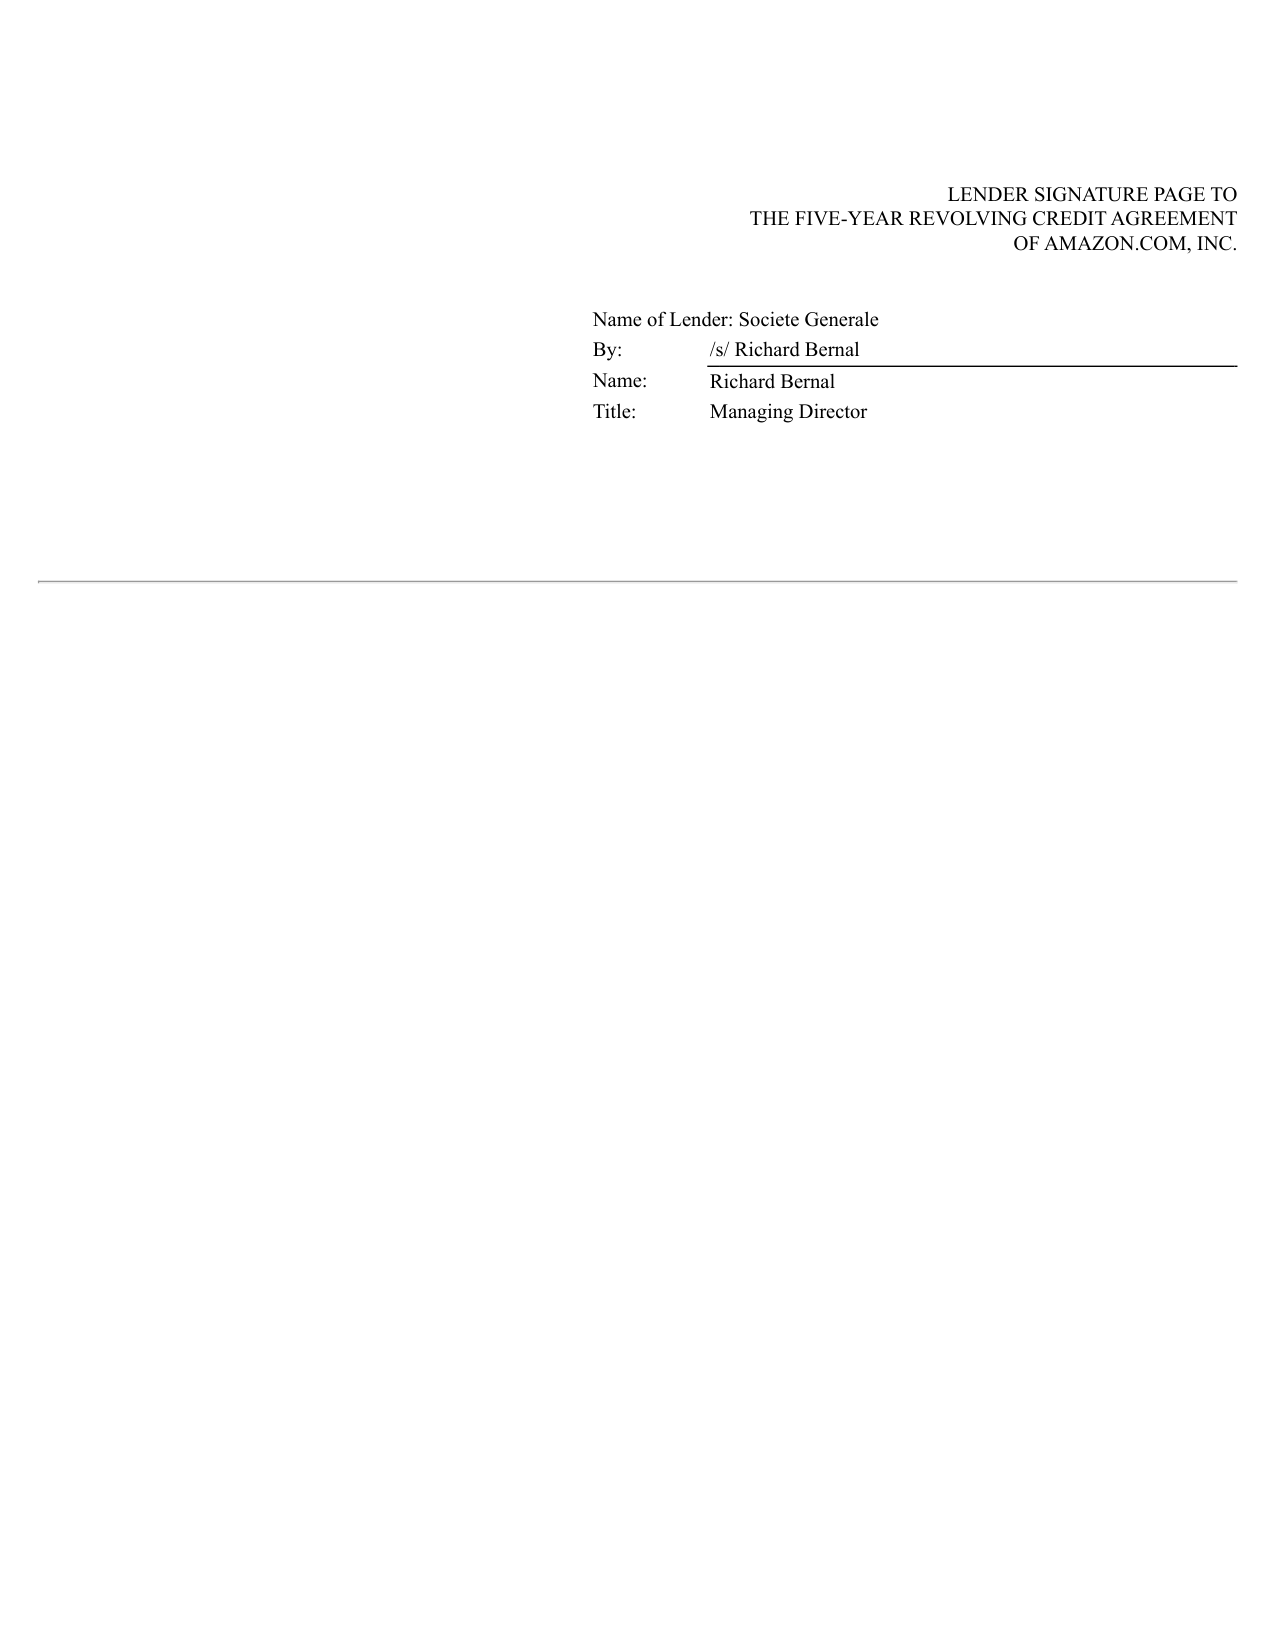 LENDER SIGNATURE PAGE TO
THE FIVE-YEAR REVOLVING CREDIT AGREEMENT
OF AMAZON.COM, INC.
Name of Lender: Societe Generale
By: /s/ Richard Bernal
Name: Richard Bernal
Title: Managing Director